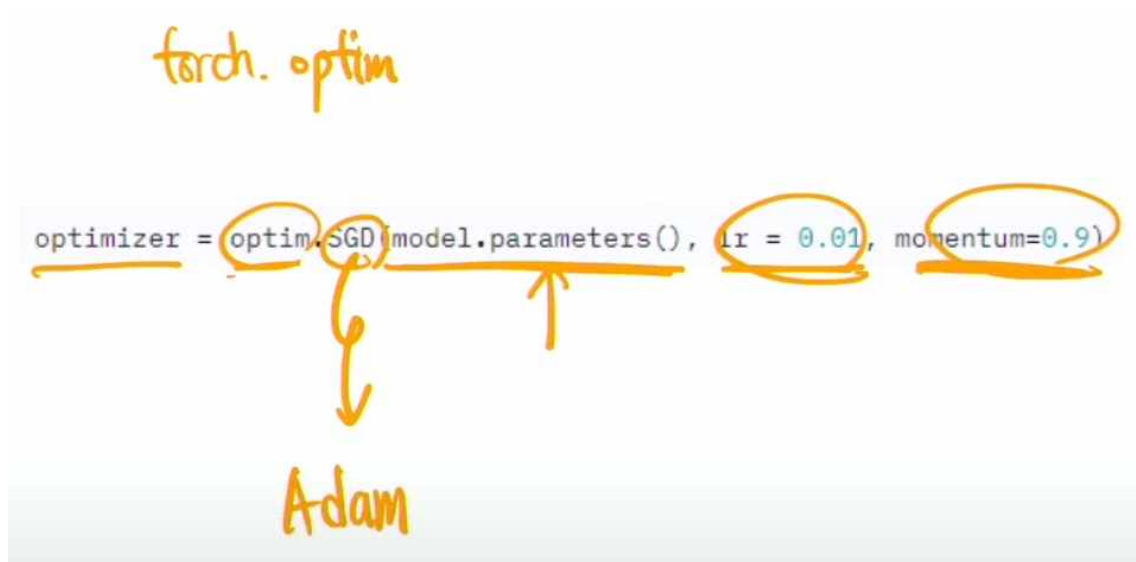 torch. optim
optimizer = optim.SGD(model.parameters(), lr = 0.01, momentum=0.9)
Adam